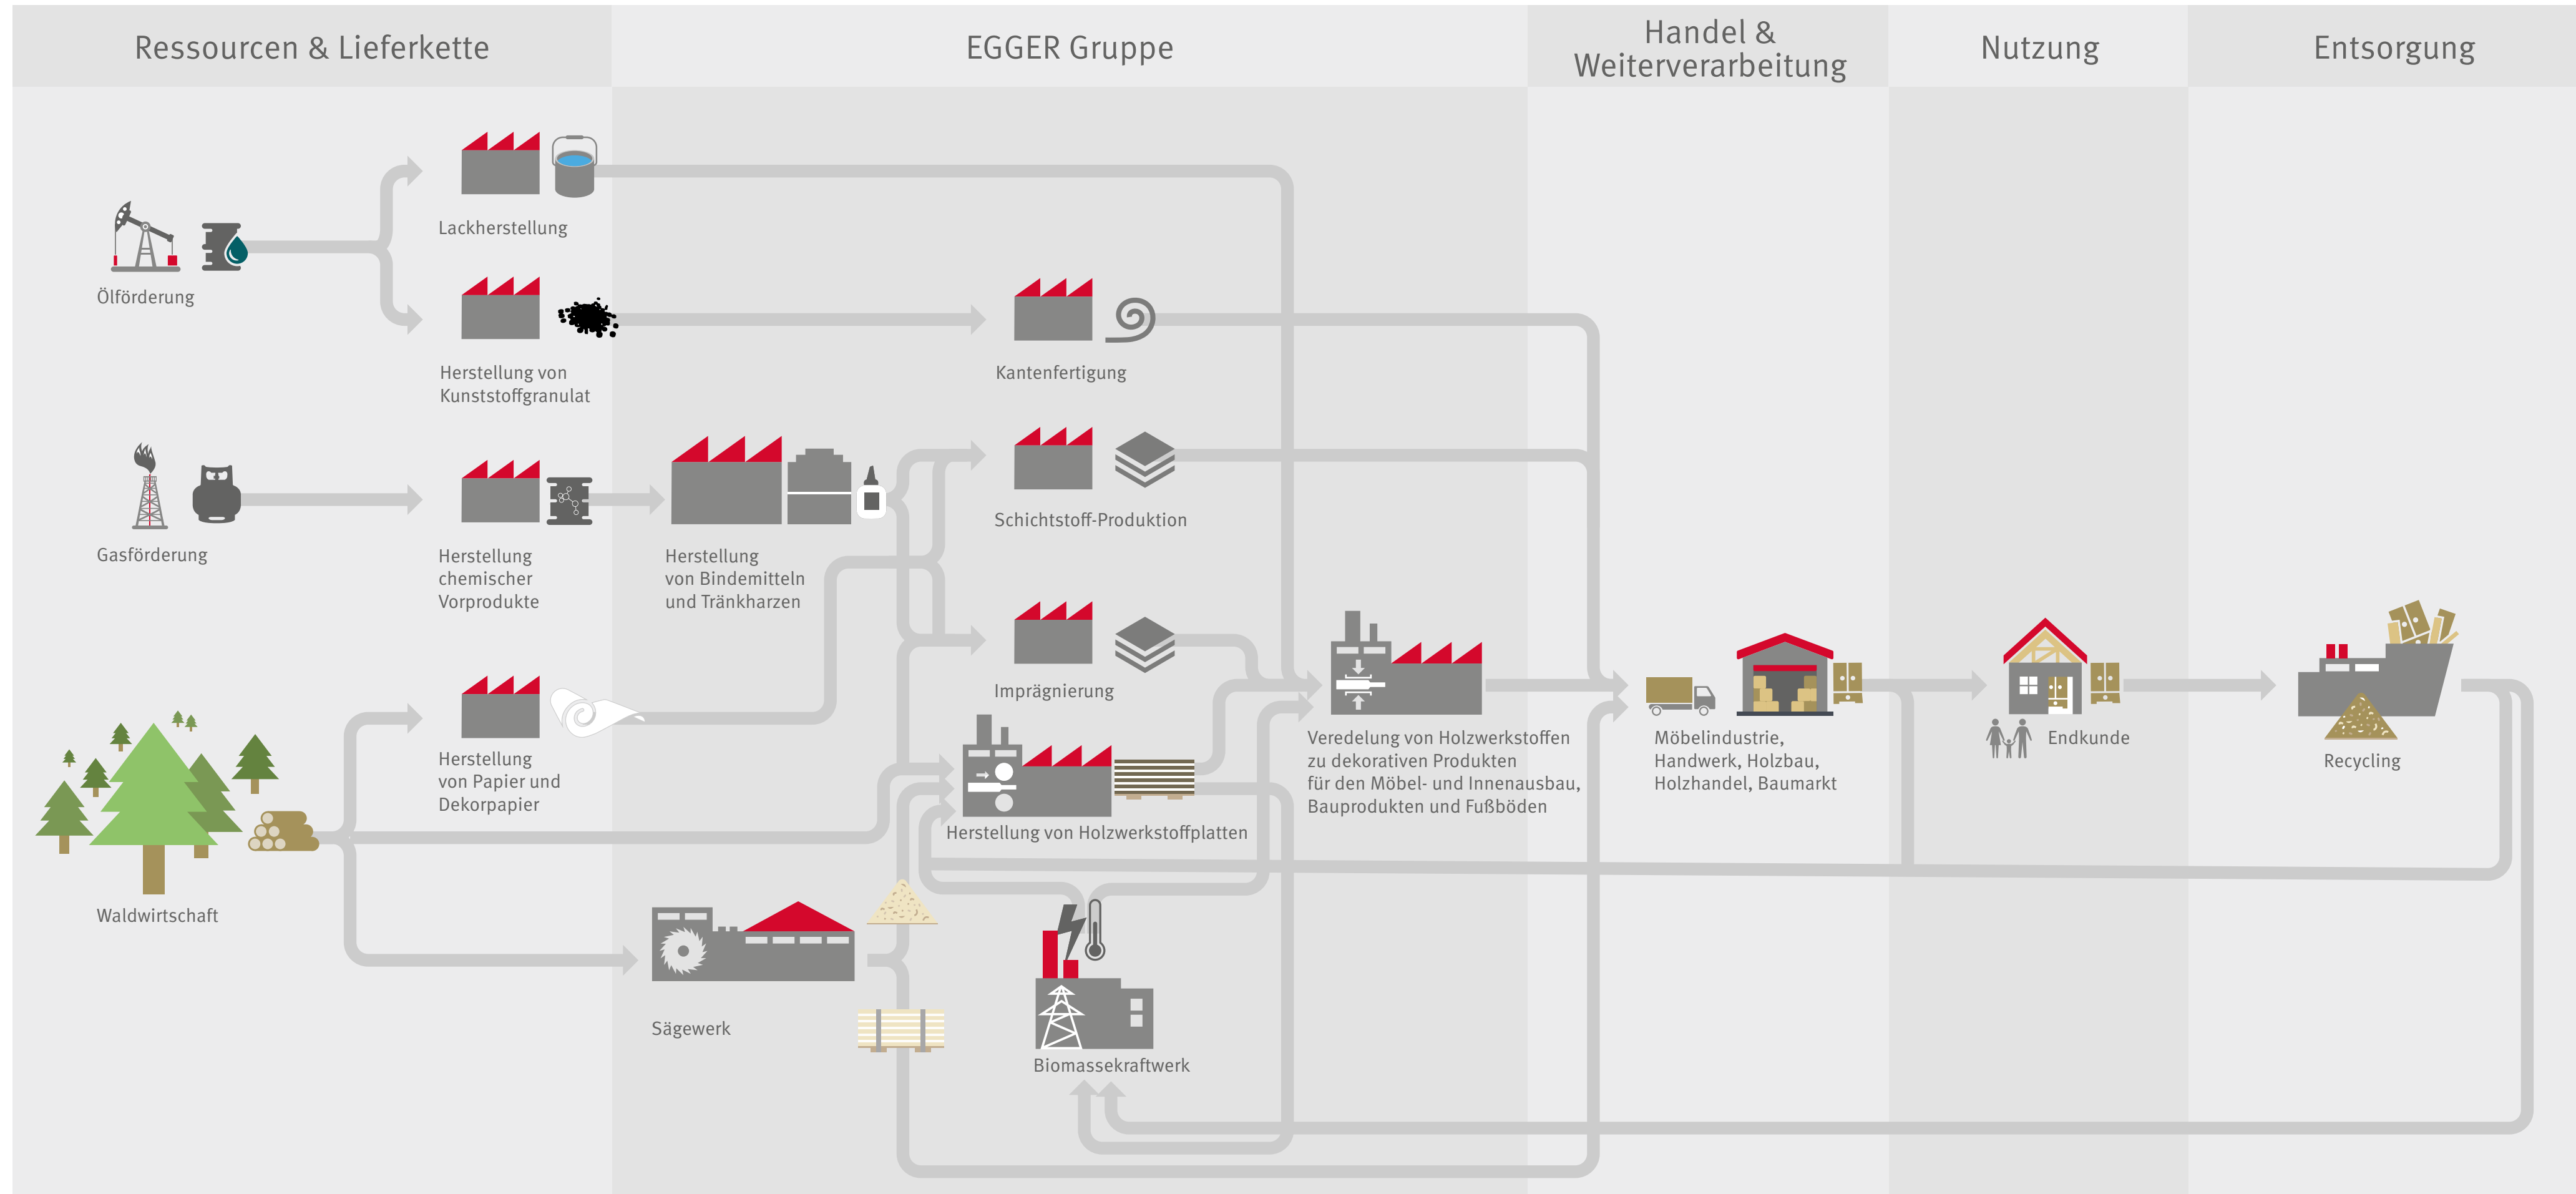 Ressourcen & Lieferkette
EGGER Gruppe
Handel &
Weiterverarbeitung
Nutzung
Entsorgung
Lackherstellung
Ölförderung
Herstellung von
Kunststoffgranulat
Kantenfertigung
Gasförderung
Herstellung
chemischer
Vorprodukte
Herstellung
von Bindemitteln
und Tränkharzen
Schichtstoff-Produktion
Imprägnierung
Herstellung
von Papier und
Dekorpapier
Herstellung von Holzwerkstoffplatten
Veredelung von Holzwerkstoffen
zu dekorativen Produkten
für den Möbel- und Innenausbau,
Bauprodukten und Fußböden
Möbelindustrie,
Handwerk, Holzbau,
Holzhandel, Baumarkt
Endkunde
Recycling
Waldwirtschaft
Sägewerk
Biomassekraftwerk